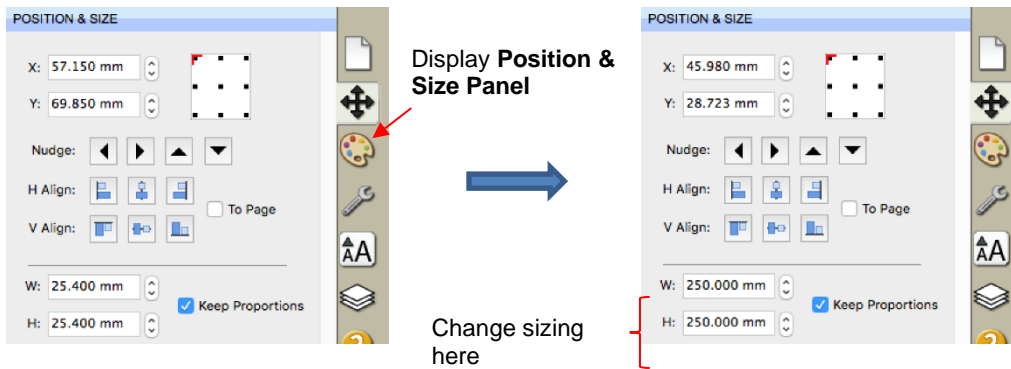 POSITION & SIZE
X: 57.150 mm
Y: 69.850 mm
Nudge:
H Align:
To Page
V Align:
W: 25.400 mm
Keep Proportions
H: 25.400 mm
AA
?
Display Position &
Size Panel
Change sizing
here
POSITION & SIZE
X: 45.980 mm
Y: 28.723 mm
Nudge:
H Align:
To Page
V Align:
W: 250.000 mm
Keep Proportions
H: 250.000 mm
AA
?